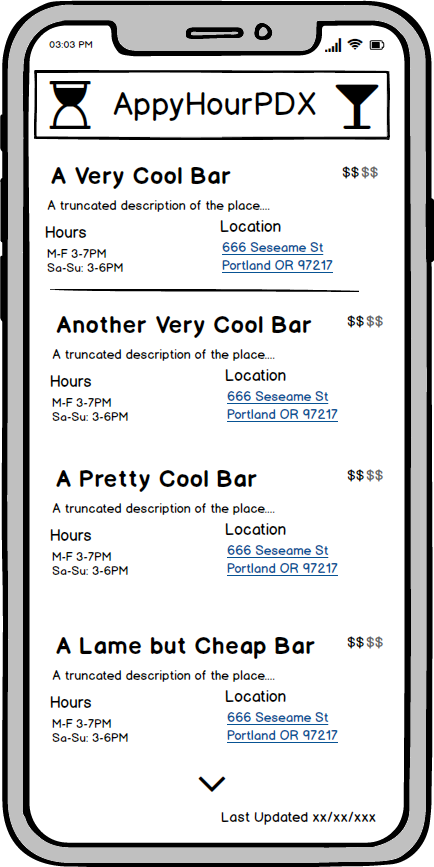 03:03 PM
AppyHourPDX
A Very Cool Bar $$$$
A truncated description of the place....
Hours Location
M-F 3-7PM 666 Seseame St
Sa-Su: 3-6PM Portland OR 97217
Another Very Cool Bar $$$$
A truncated description of the place....
Hours Location
M-F 3-7PM 666 Seseame St
Sa-Su: 3-6PM Portland OR 97217
A Pretty Cool Bar $$$$
A truncated description of the place....
Hours Location
M-F 3-7PM 666 Seseame St
Sa-Su: 3-6PM Portland OR 97217
A Lame but Cheap Bar $$$$
A truncated description of the place....
Hours Location
M-F 3-7PM 666 Seseame St
Sa-Su: 3-6PM Portland OR 97217
Last Updated xx/xx/xxx